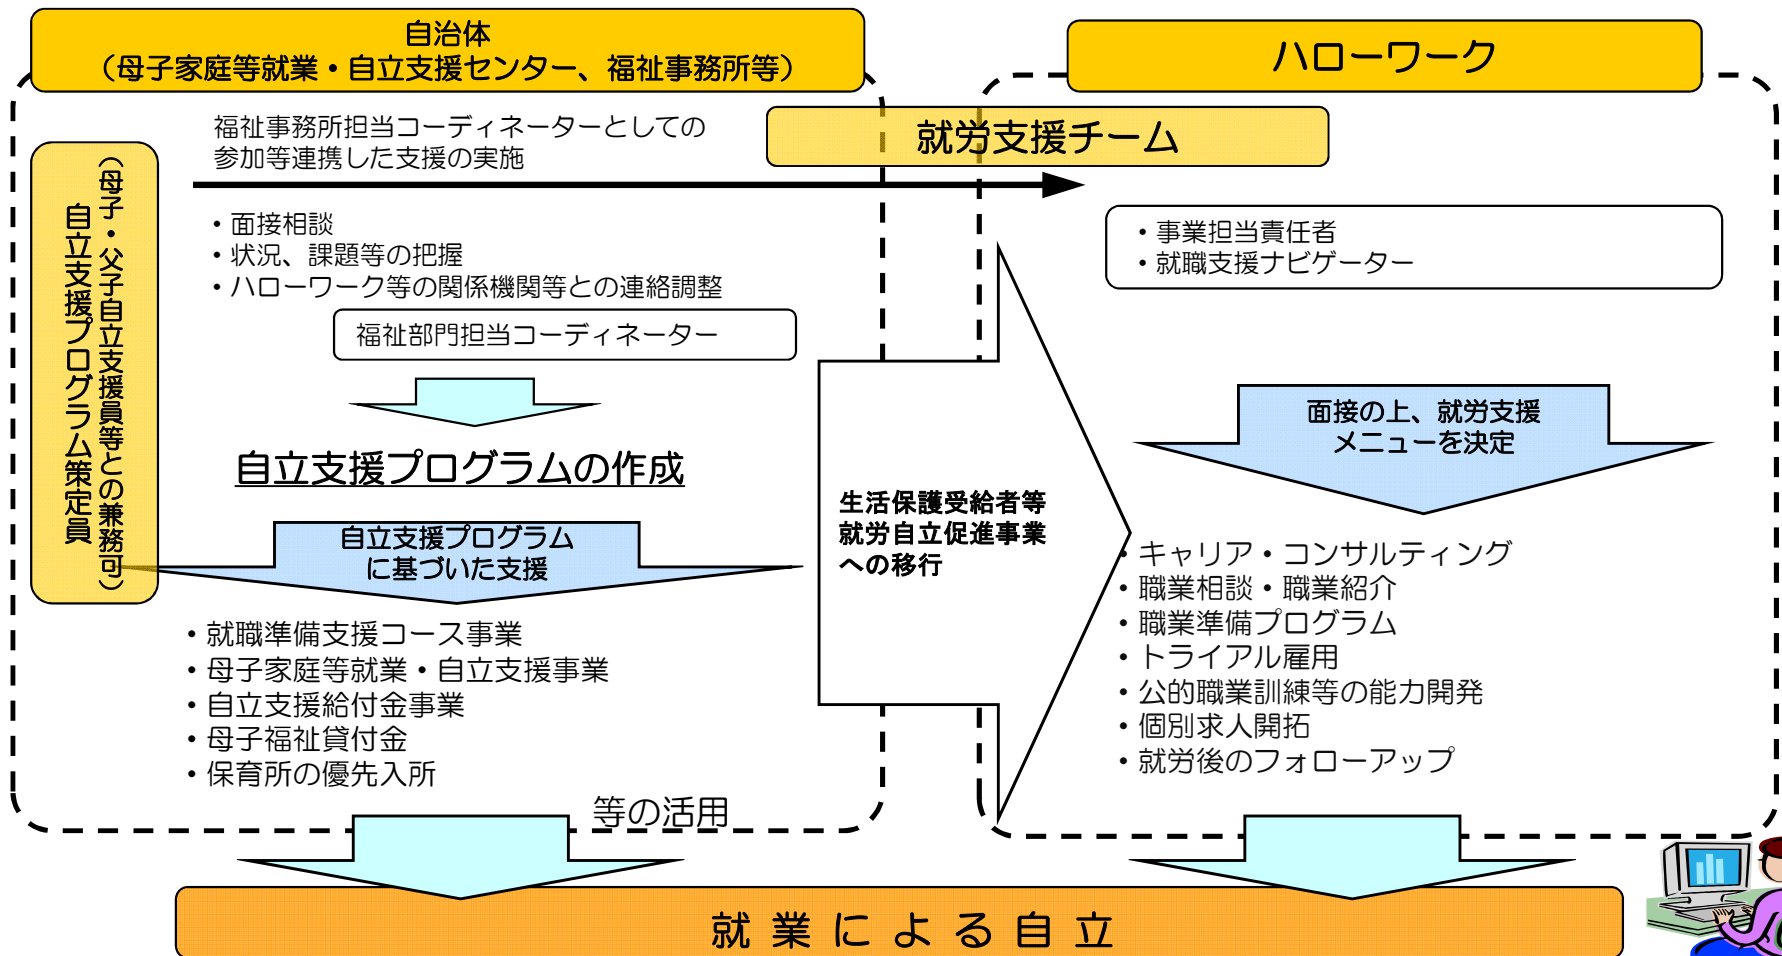 自治体
（母子家庭等就業・自立支援センター、福祉事務所等）
ハローワーク
就労支援チーム
福祉事務所担当コーディネーターとしての
参加等連携した支援の実施
自立支援プログラム策定員
（母子・父子自立支援員等との兼務可）
・面接相談
・状況、課題等の把握
・ハローワーク等の関係機関等との連絡調整
福祉部門担当コーディネーター
・事業担当責任者
・就職支援ナビゲーター
自立支援プログラムの作成
自立支援プログラム
に基づいた支援
・就職準備支援コース事業
・母子家庭等就業・自立支援事業
・自立支援給付金事業
・母子福祉貸付金
・保育所の優先入所
等の活用
生活保護受給者等
就労自立促進事業
への移行
面接の上、就労支援
メニューを決定
・キャリア・コンサルティング
・職業相談・職業紹介
・職業準備プログラム
・トライアル雇用
・公的職業訓練等の能力開発
・個別求人開拓
・就労後のフォローアップ
就業による自立